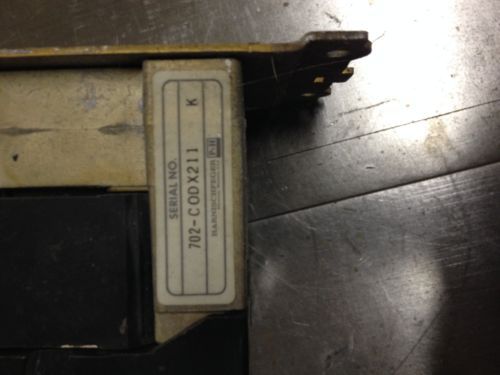 SERIAL NO.
702-CODX211 K
HARNISCHFEGER P&H